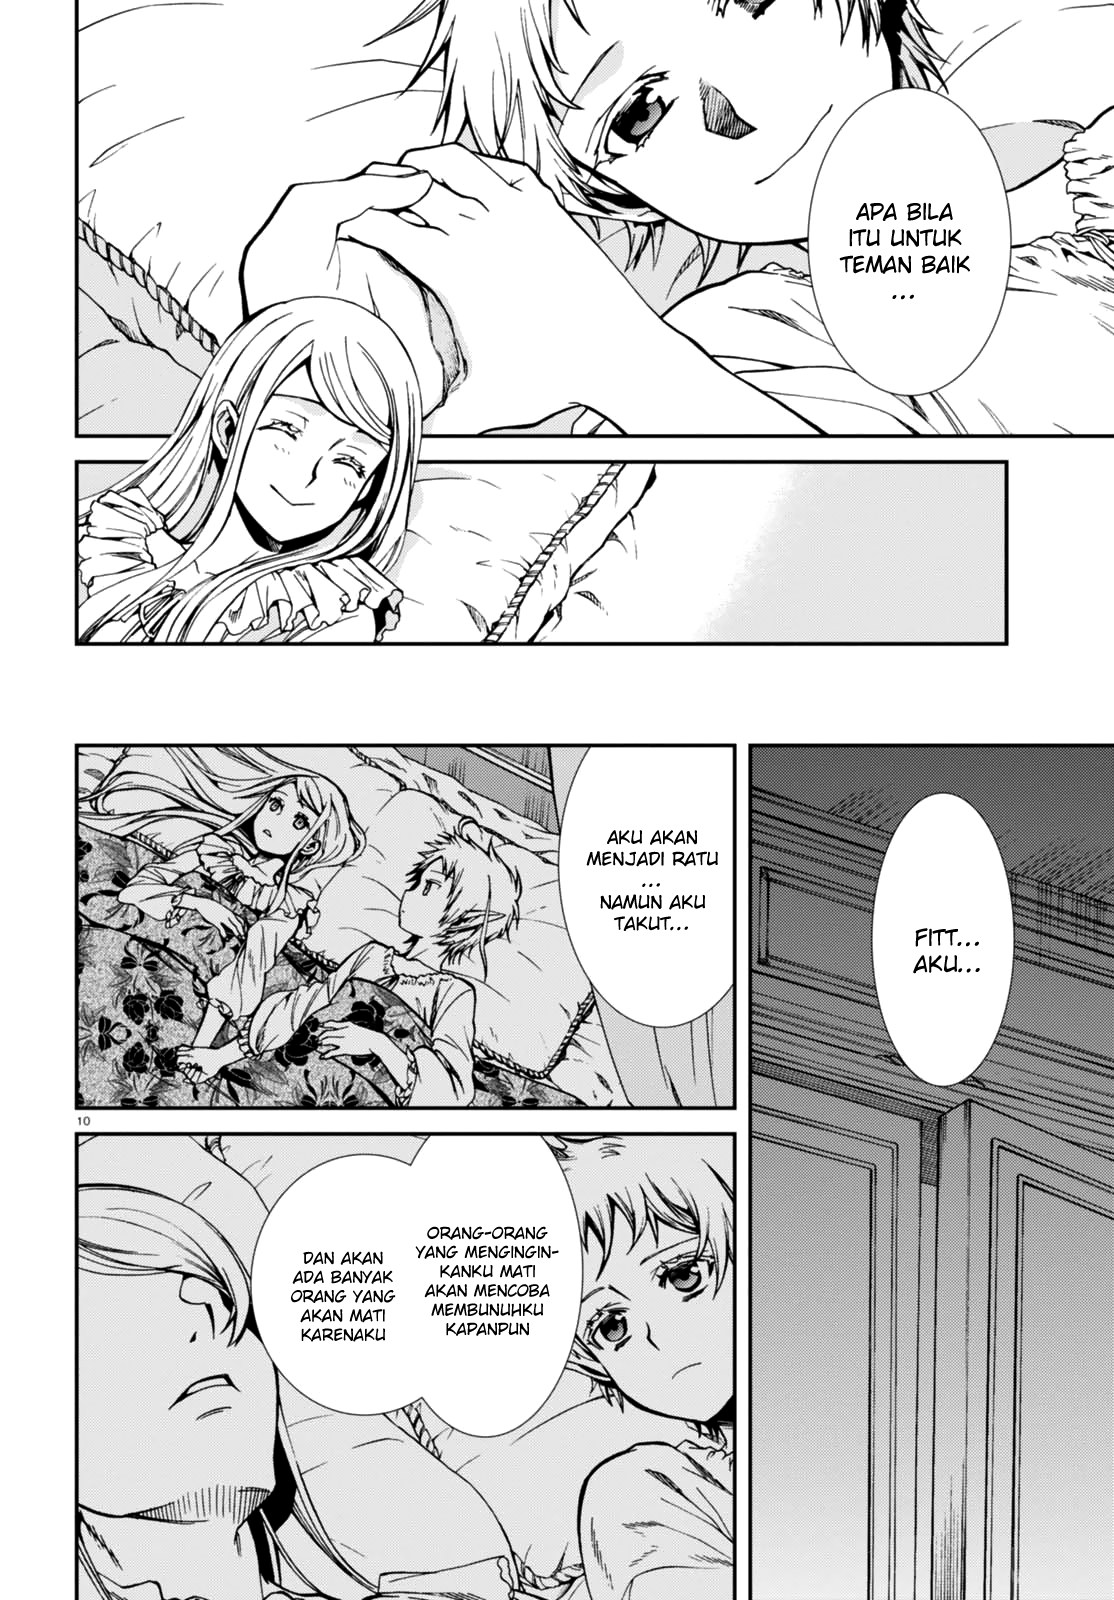 APA BILA
ITU UNTUK
TEMAN BAIK
...
FITT...
AKU...
AKU AKAN
MENJADI RATU
...
NAMUN AKU
TAKUT...
10
ORANG-ORANG
YANG MENGINGIN-
KANKU MATI
AKAN MENCOBA
MEMBUNUHKU
KAPANPUN
DAN AKAN
ADA BANYAK
ORANG YANG
AKAN MATI
KARENAKU